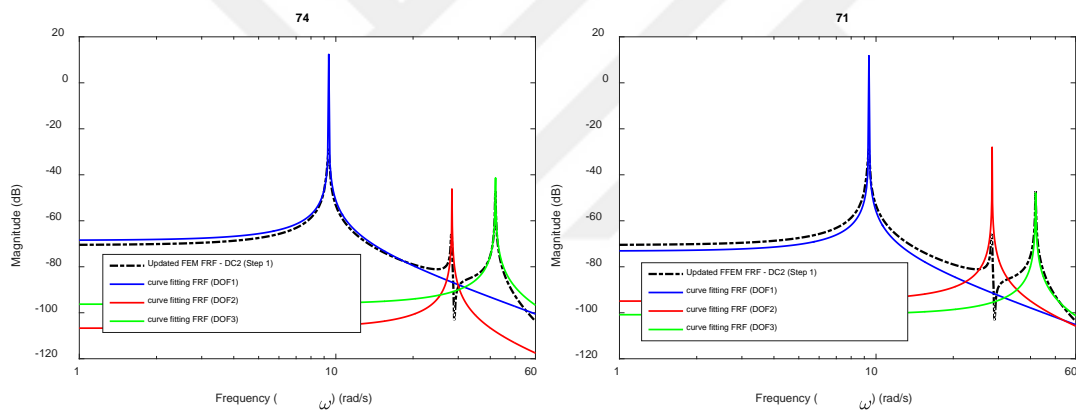 74
20
0
-20
-40
-60
-80
-100
-120
Magnitude (dB)
Updated FFEM FRF - DC2 (Step 1)
curve fitting FRF (DOF1)
curve fitting FRF (DOF2)
curve fitting FRF (DOF3)
1
10
60
Frequency ( ω) (rad/s)
71
20
0
-20
-40
-60
-80
-100
-120
Magnitude (dB)
Updated FEM FRF - DC2 (Step 1)
curve fitting FRF (DOF1)
curve fitting FRF (DOF2)
curve fitting FRF (DOF3)
1
10
60
Frequency ( ω) (rad/s)